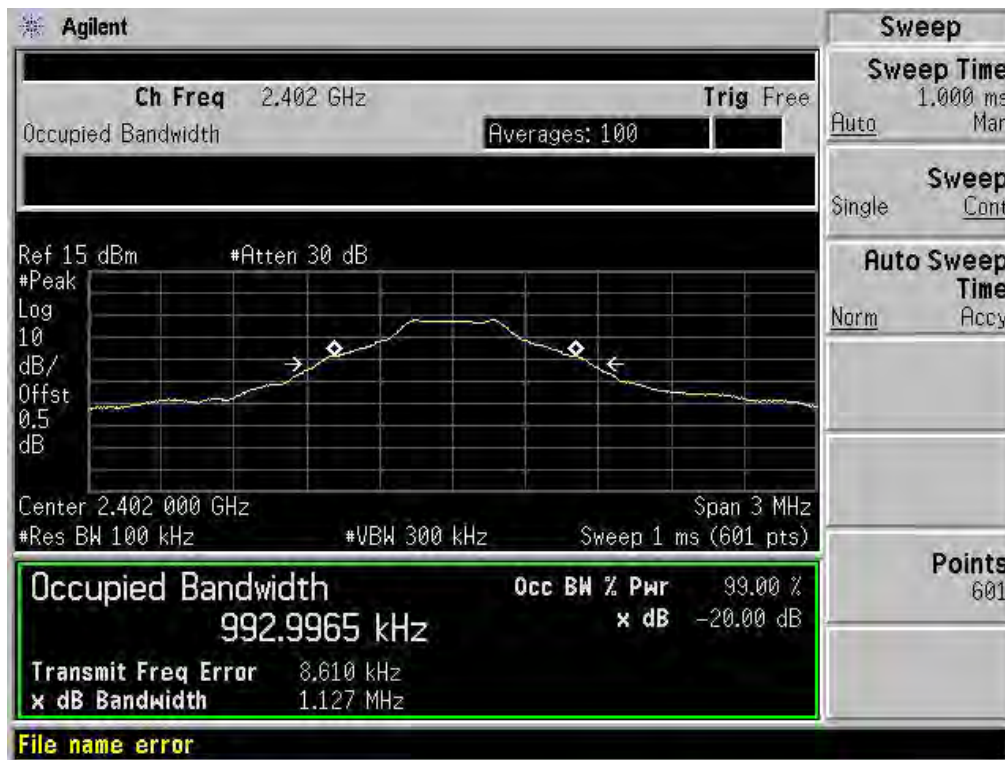 Agilent
Ch Freq 2.402 GHz Trig Free
Occupied Bandwidth Averages: 100
Ref 15 dBm #Atten 30 dB
#Peak
Log
10
dB/
Offst
0.5
dB
Center 2.402 000 GHz Span 3 MHz
#Res BW 100 kHz #VBW 300 kHz Sweep 1 ms (601 pts)
Occupied Bandwidth Occ BW % Pwr 99.00 %
992.9965 kHz x dB -20.00 dB
Transmit Freq Error 8.610 kHz
x dB Bandwidth 1.127 MHz
File name error
Sweep
Sweep Time
1.000 ms
Auto Man
Sweep
Single Cont
Auto Sweep
Time
Norm Accy
Points
601